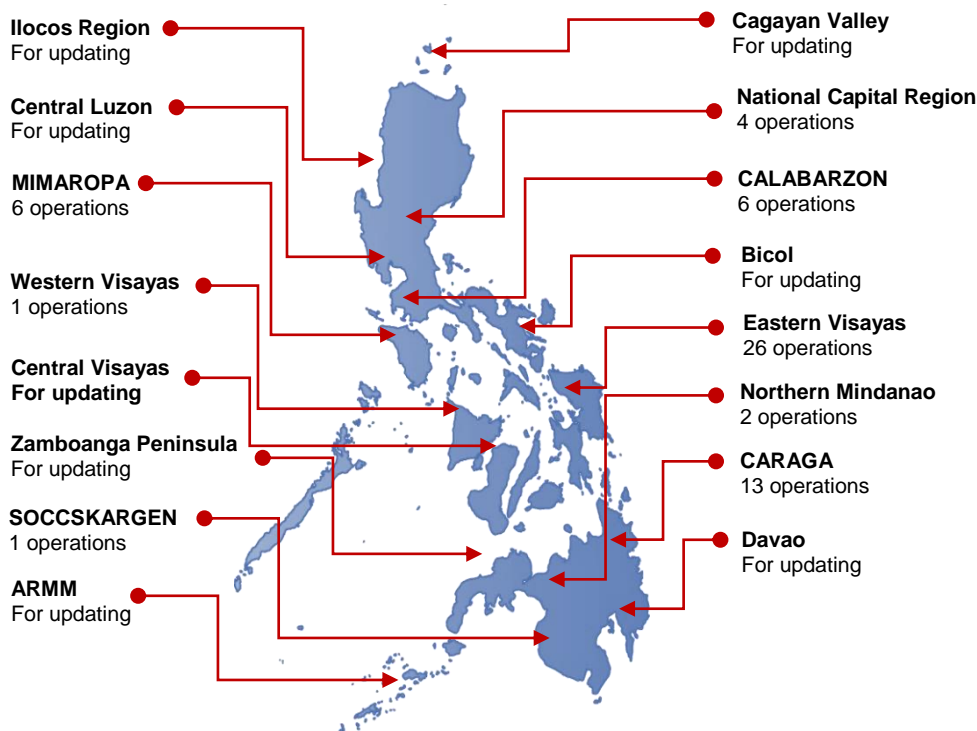 Ilocos Region
For updating
Central Luzon
For updating
MIMAROPA
6 operations
Western Visayas
1 operations
Central Visayas
For updating
Zamboanga Peninsula
For updating
SOCCSKARGEN
1 operations
ARMM
For updating
Cagayan Valley
For updating
National Capital Region
4 operations
CALABARZON
6 operations
Bicol
For updating
Eastern Visayas
26 operations
Northern Mindanao
2 operations
CARAGA
13 operations
Davao
For updating